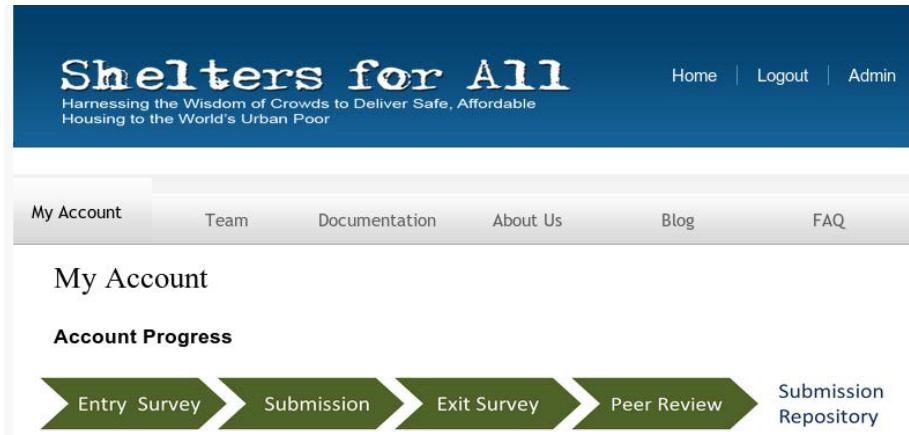 Shelters for All
Harnessing the Wisdom of Crowds to Deliver Safe, Affordable
Housing to the World's Urban Poor
Home | Logout | Admin
My Account Team Documentation About Us Blog FAQ
My Account
Account Progress
Entry Survey Submission Exit Survey Peer Review Submission
Repository